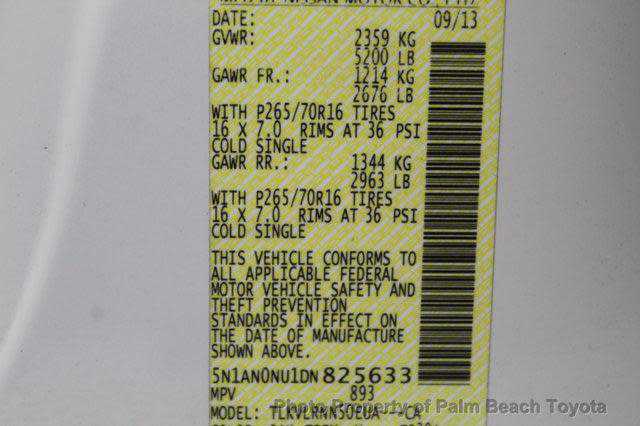 DATE: 09/13
GVWR: 2359 KG
5200 LB
GAWR FR.: 1214 KG
2676 LB
WITH P265/70R16 TIRES
16 X 7.0 RIMS AT 36 PSI
COLD SINGLE
GAWR RR.: 1344 KG
2963 LB
WITH P265/70R16 TIRES
16 X 7.0 RIMS AT 36 PSI
COLD SINGLE
THIS VEHICLE CONFORMS TO
ALL APPLICABLE FEDERAL
MOTOR VEHICLE SAFETY AND
THEFT PREVENTION
STANDARDS IN EFFECT ON
THE DATE OF MANUFACTURE
SHOWN ABOVE.
5N1AN0NU1DN825633
MPV 893
MODEL:
Photo Property of Palm Beach Toyota